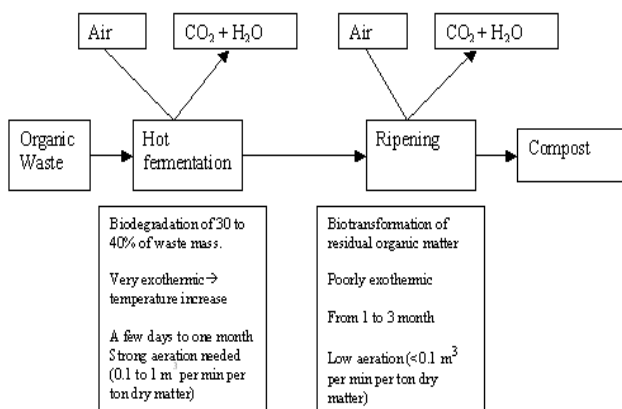 Air
CO₂ + H₂O
Air
CO₂ + H₂O
Organic
Waste
Hot
fermentation
Ripening
Compost
Biodegradation of 30 to
40% of waste mass.
Very exothermic→
temperature increase
A few days to one month
Strong aeration needed
(0.1 to 1 m³ per min per
ton dry matter)
Biotransformation of
residual organic matter
Poorly exothermic
From 1 to 3 month
Low aeration (<0.1 m³
per min per ton dry
matter)